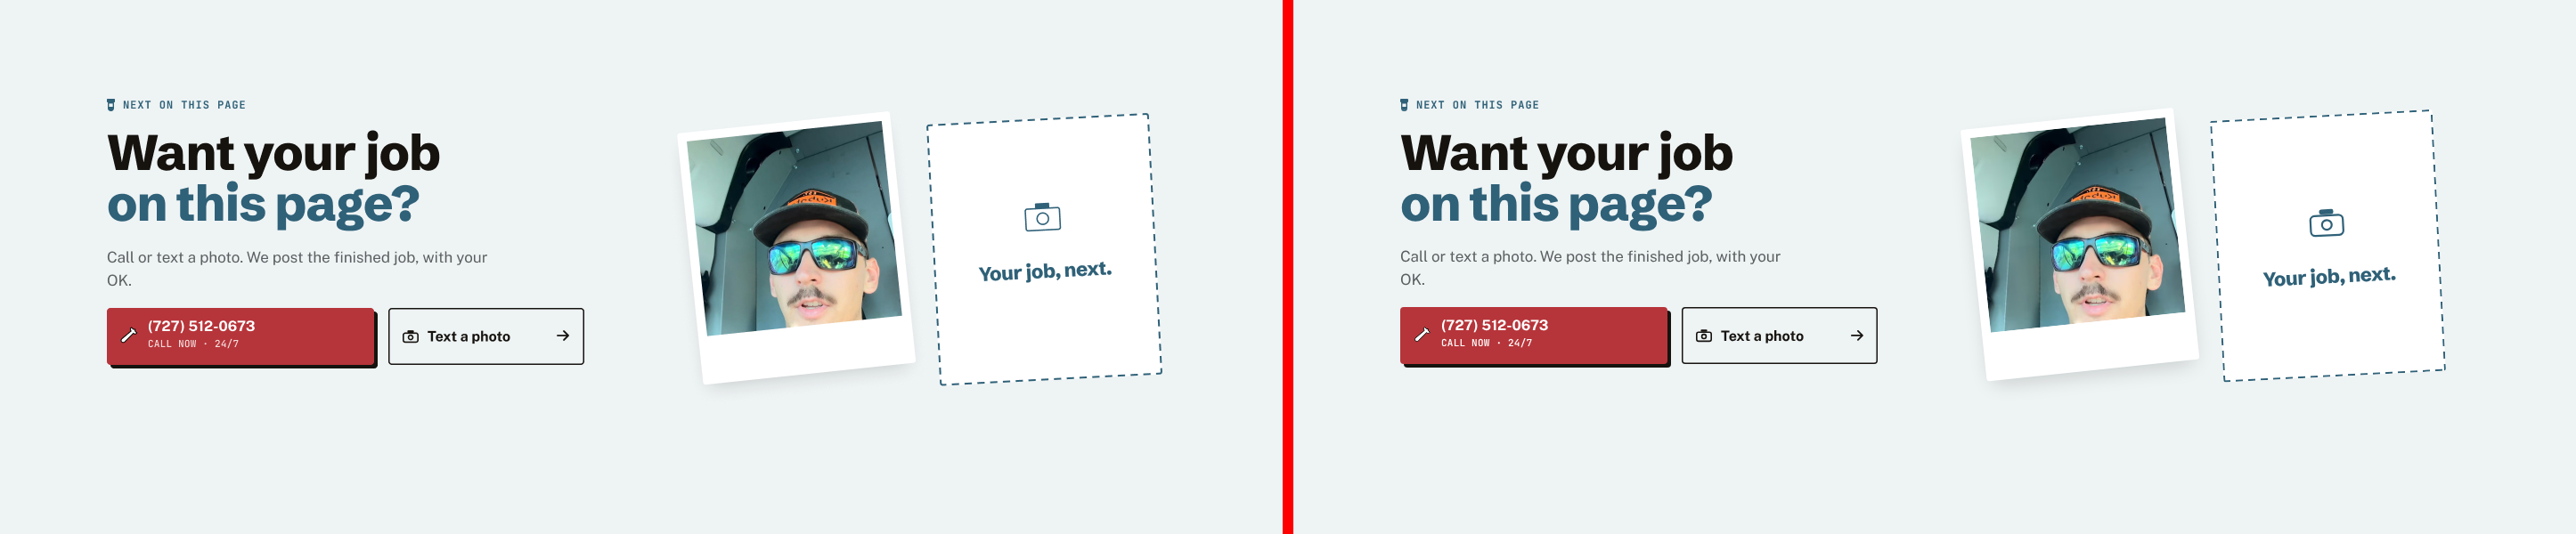 NEXT ON THIS PAGE
Want your job
on this page?
Call or text a photo. We post the finished job, with your
OK.
(727) 512-0673
CALL NOW · 24/7
Text a photo
Your job, next.
NEXT ON THIS PAGE
Want your job
on this page?
Call or text a photo. We post the finished job, with your
OK.
(727) 512-0673
CALL NOW · 24/7
Text a photo
Your job, next.